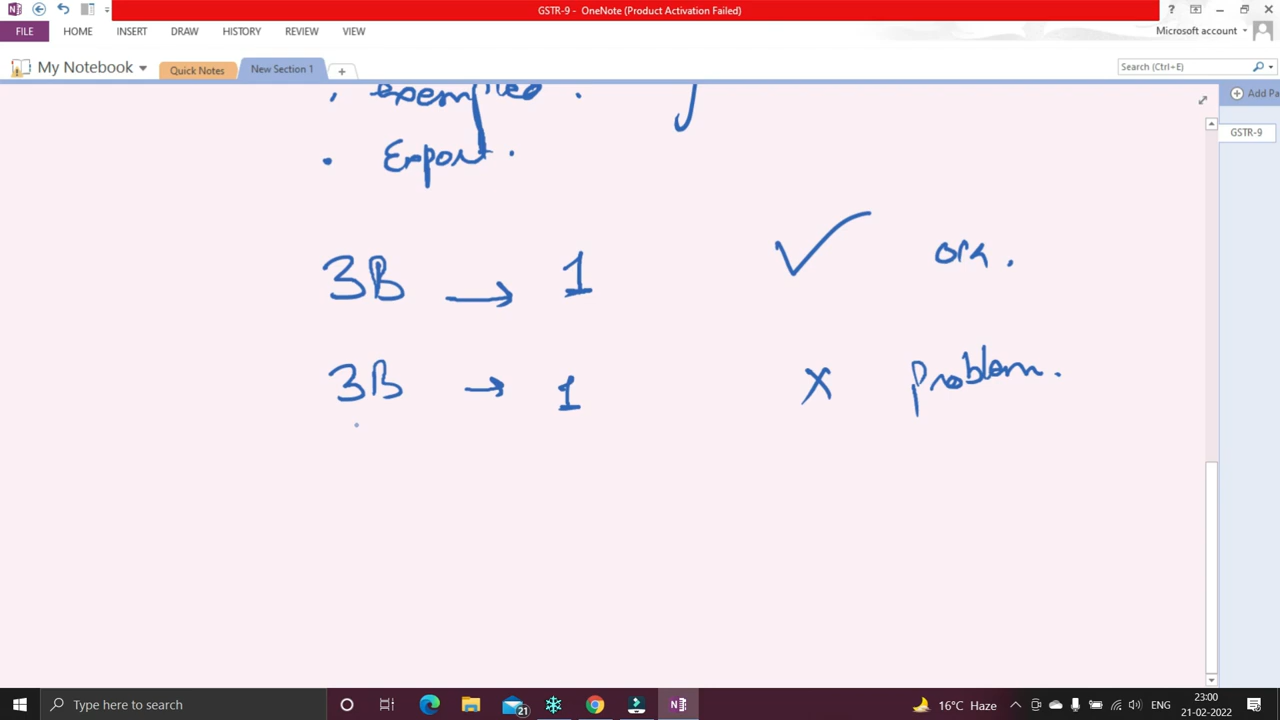 GSTR-9 - OneNote (Product Activation Failed)
FILE HOME INSERT DRAW HISTORY REVIEW VIEW Microsoft account
My Notebook Quick Notes New Section 1 Search (Ctrl+E)
Add Pa
GSTR-9
. Export.
3B → 1 ✓
3B → 1 x Problem.
Type here to search 21 16°C Haze ENG 23:00
21-02-2022